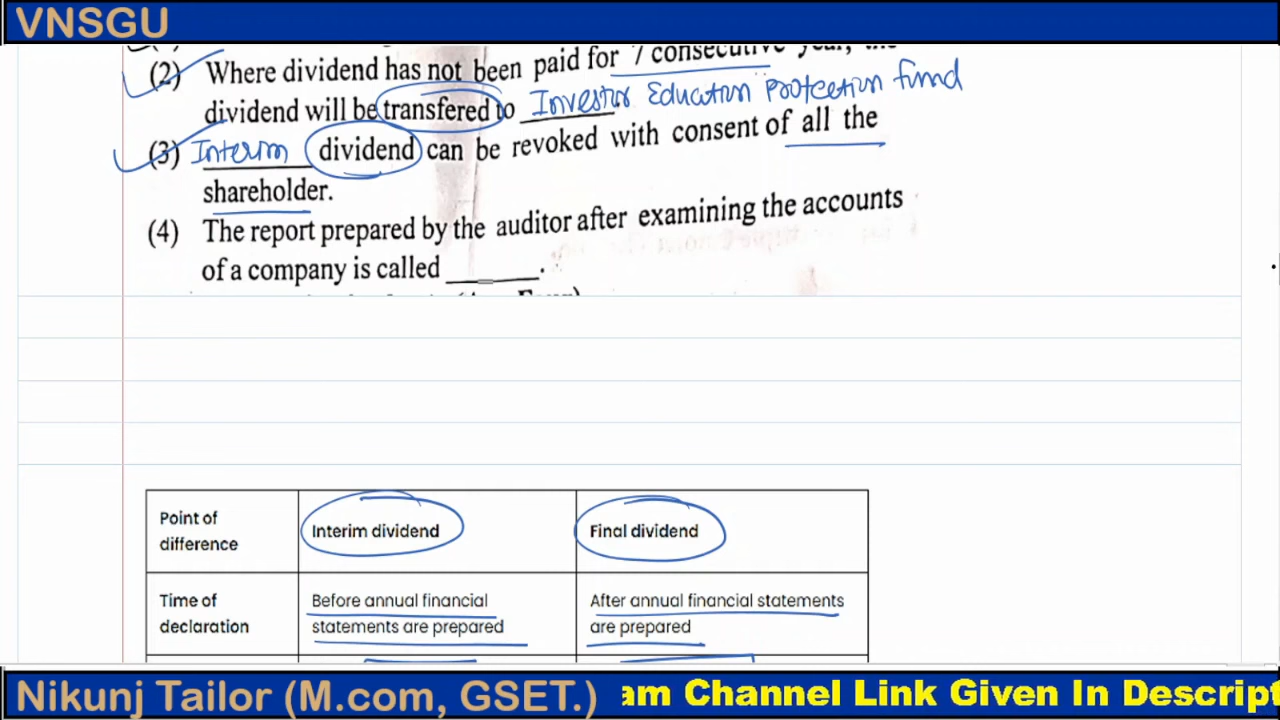 VNSGU
(2) Where dividend has not been paid for 7 consecutive year, the
dividend will be transfered to Investor Education Protection fund
(3) Interim dividend can be revoked with consent of all the
shareholder.
(4) The report prepared by the auditor after examining the accounts
of a company is called ______.
Point of difference
Interim dividend
Final dividend
Time of declaration
Before annual financial statements are prepared
After annual financial statements are prepared
Nikunj Tailor (M.com, GSET.)
am Channel Link Given In Descript